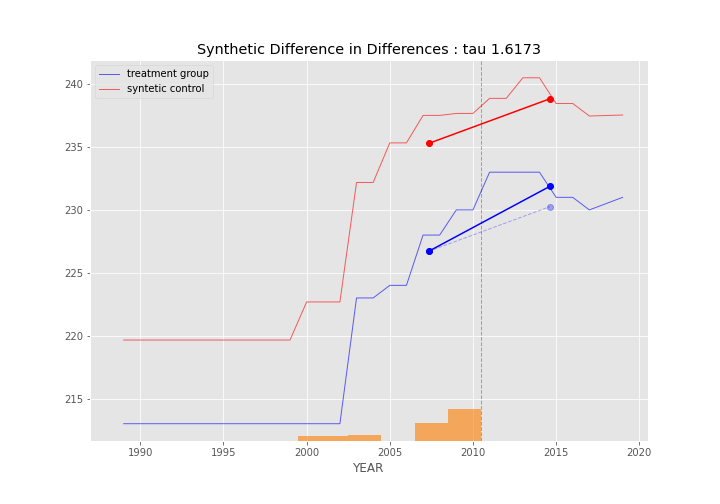 Synthetic Difference in Differences : tau 1.6173
treatment group
syntetic control
240
235
230
225
220
215
1990 1995 2000 2005 2010 2015 2020
YEAR